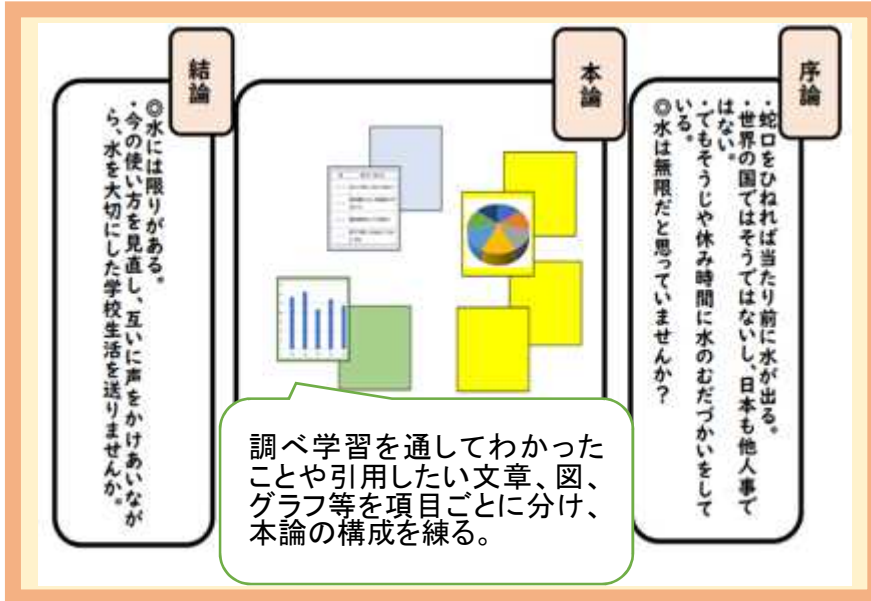 序論
・蛇口をひねれば当たり前に水が出る。
・世界の国ではそうではないし、日本も他人事で
はない。
・でもそうじや休み時間に水のむだづかいをして
いる。
◎水は無限だと思っていませんか？
本論
調べ学習を通してわかった
ことや引用したい文章、図、
グラフ等を項目ごとに分け、
本論の構成を練る。
結論
◎水には限りがある。
・今の使い方を見直し、互いに声をかけあいなが
ら、水を大切にした学校生活を送りませんか。